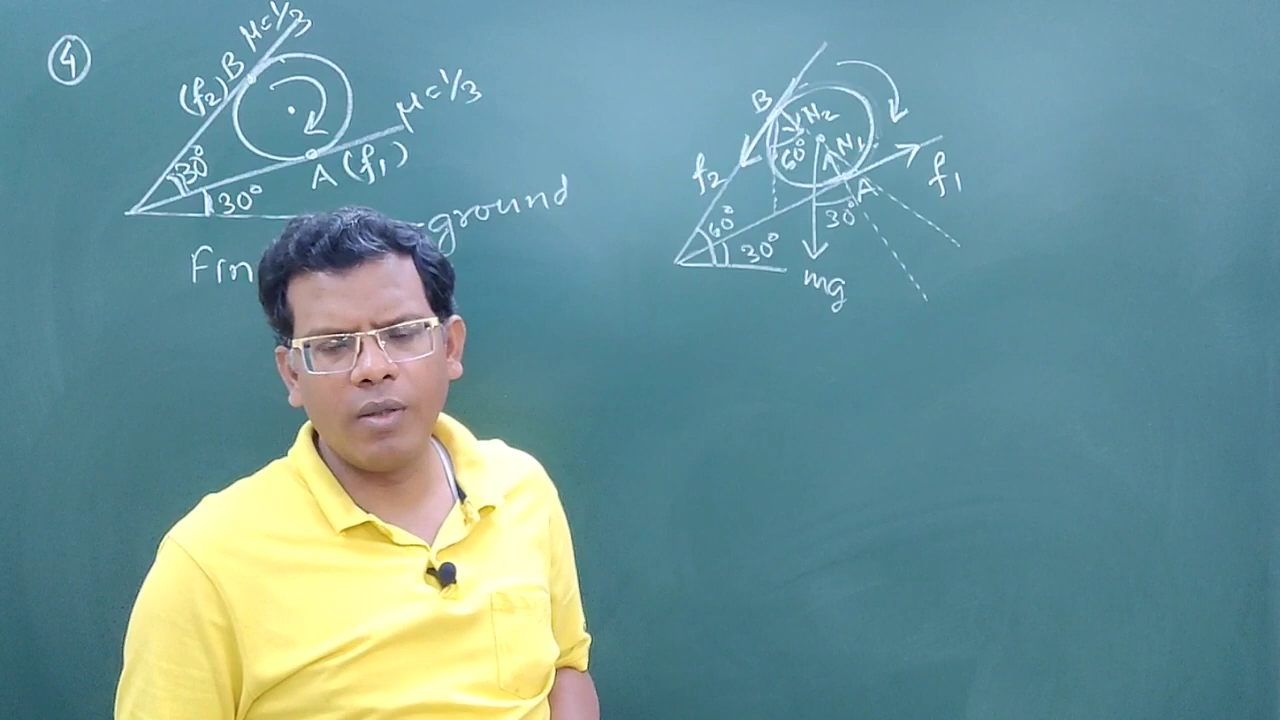 4
μ=1/3
(f₂) B
μ=1/3
30°
A (f₁)
30°
ground
Fin
B
N₂
60°
N₁
f₂
A
f₁
60°
30°
30°
mg